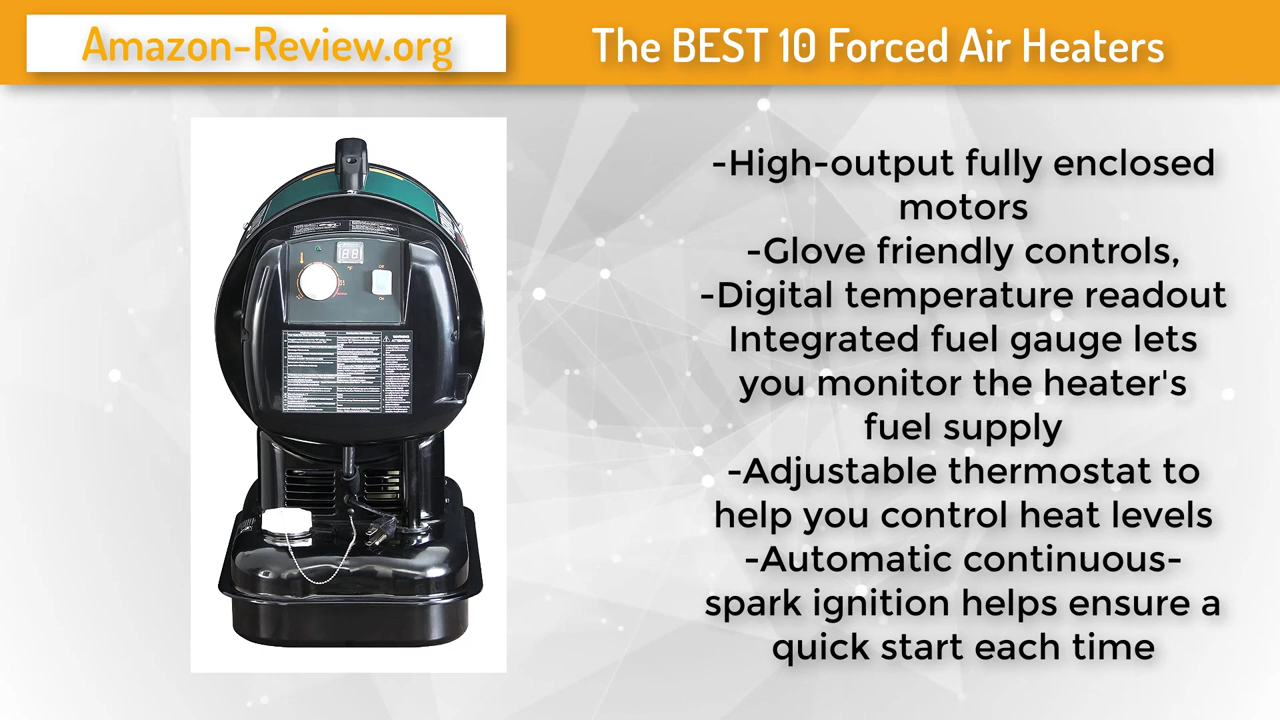 Amazon-Review.org
The BEST 10 Forced Air Heaters
-High-output fully enclosed
motors
-Glove friendly controls,
-Digital temperature readout
Integrated fuel gauge lets
you monitor the heater's
fuel supply
-Adjustable thermostat to
help you control heat levels
-Automatic continuous-
spark ignition helps ensure a
quick start each time